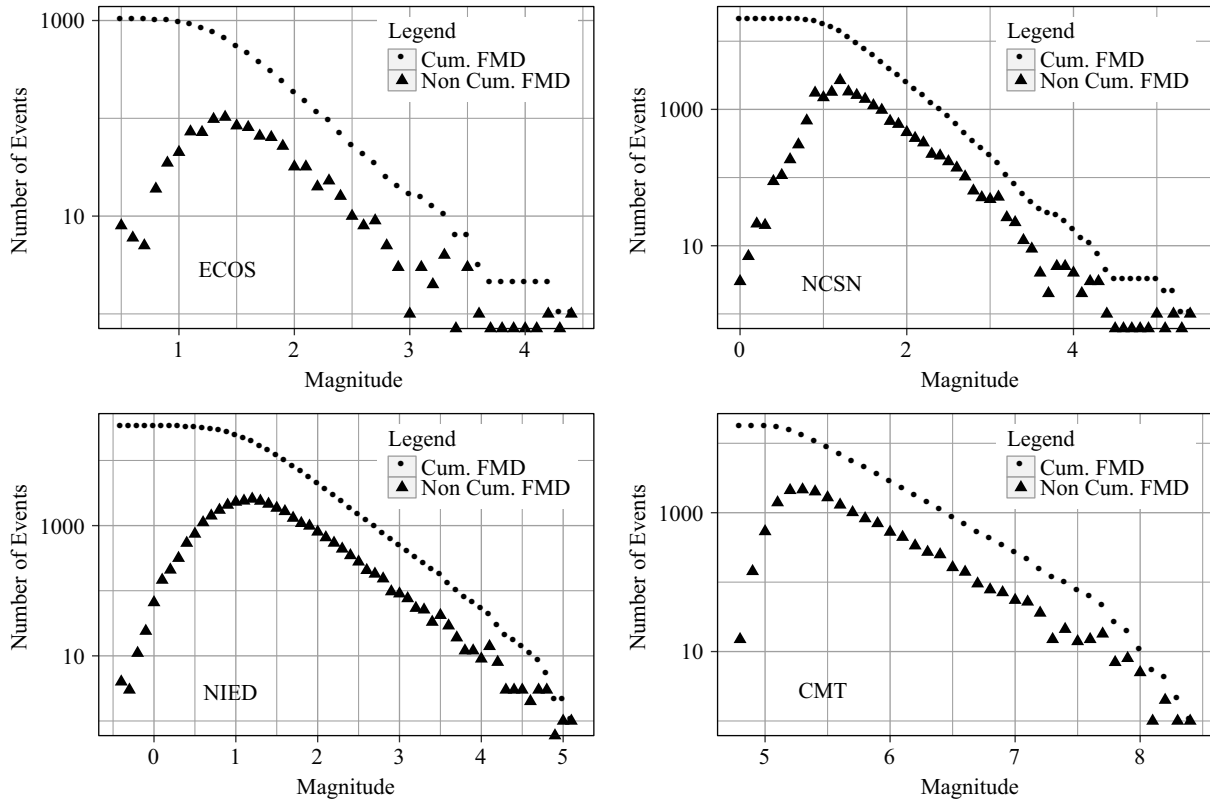 1000
10
Number of Events
Legend
Cum. FMD
Non Cum. FMD
ECOS
1 2 3 4
Magnitude
1000
10
Number of Events
Legend
Cum. FMD
Non Cum. FMD
NCSN
0 2 4
Magnitude
1000
10
Number of Events
Legend
Cum. FMD
Non Cum. FMD
NIED
0 1 2 3 4 5
Magnitude
1000
10
Number of Events
Legend
Cum. FMD
Non Cum. FMD
CMT
5 6 7 8
Magnitude